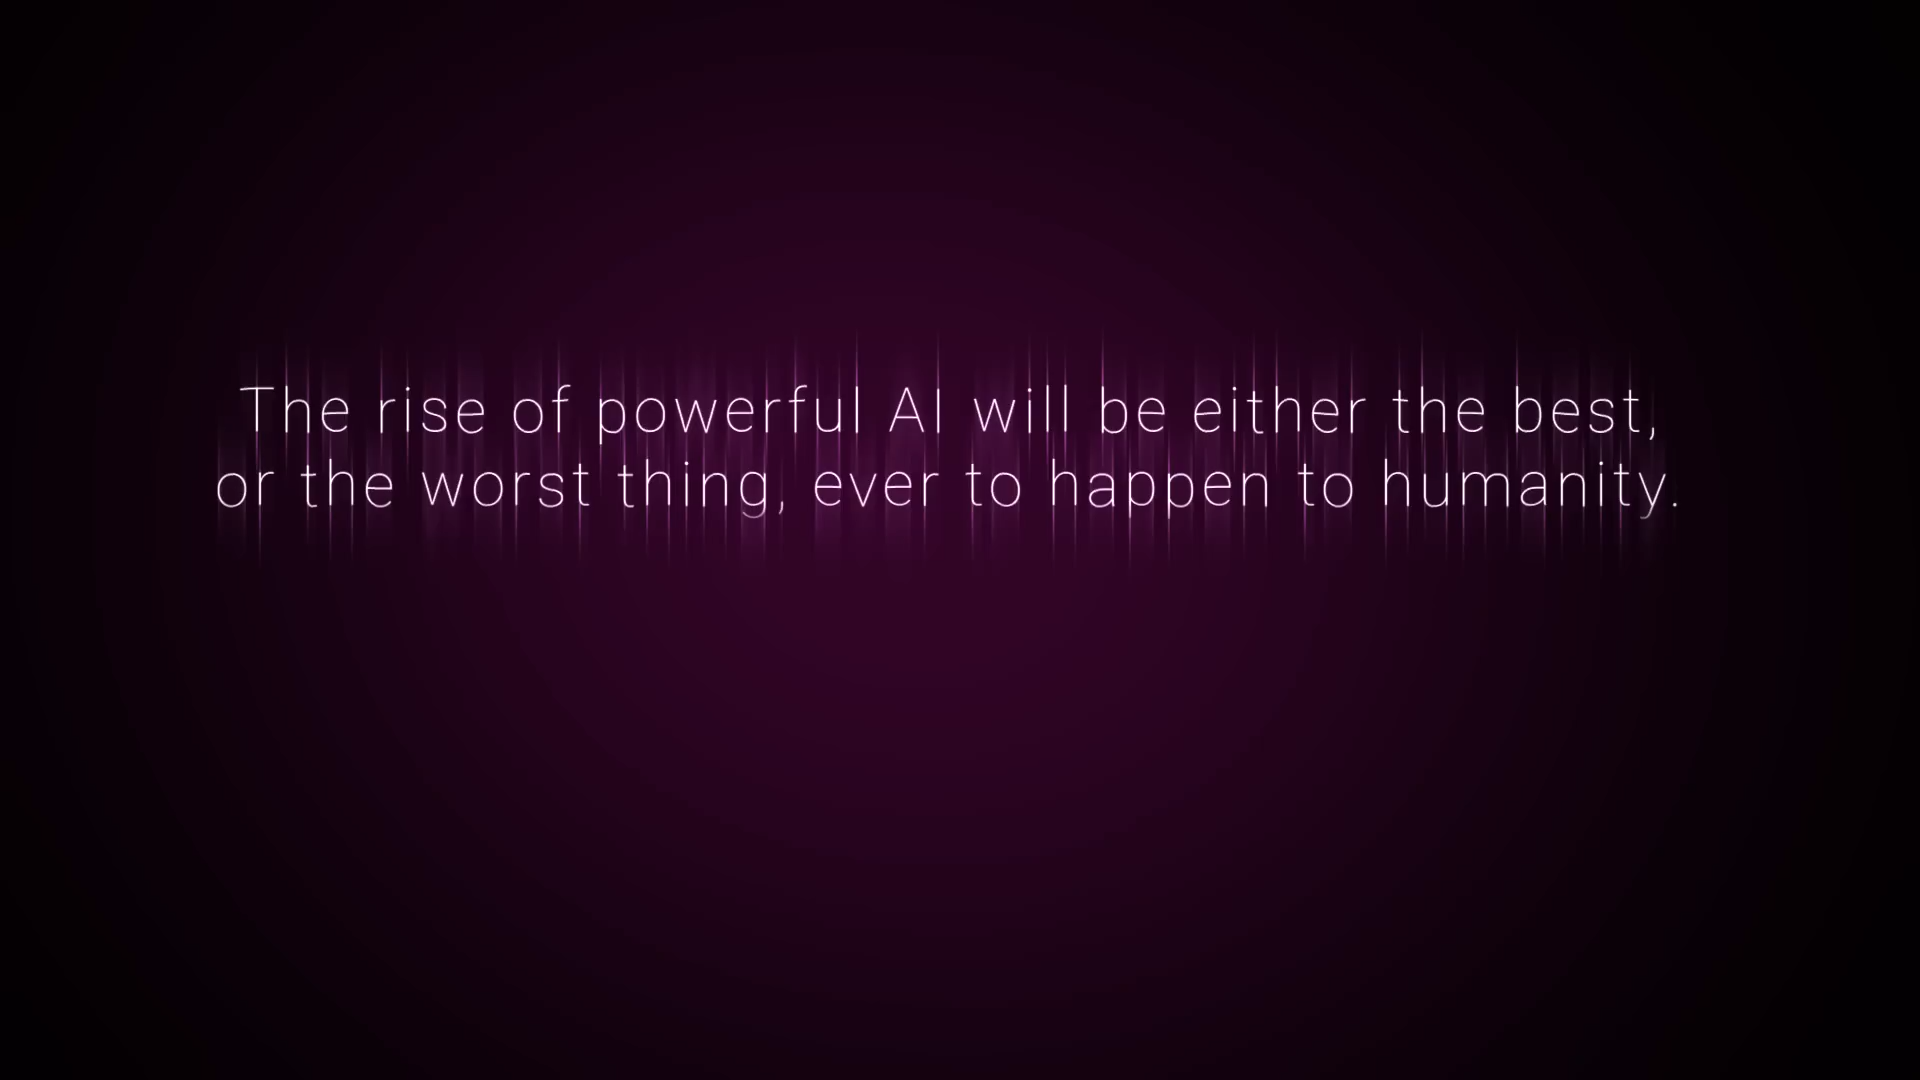 The rise of powerful AI will be either the best,
or the worst thing, ever to happen to humanity.